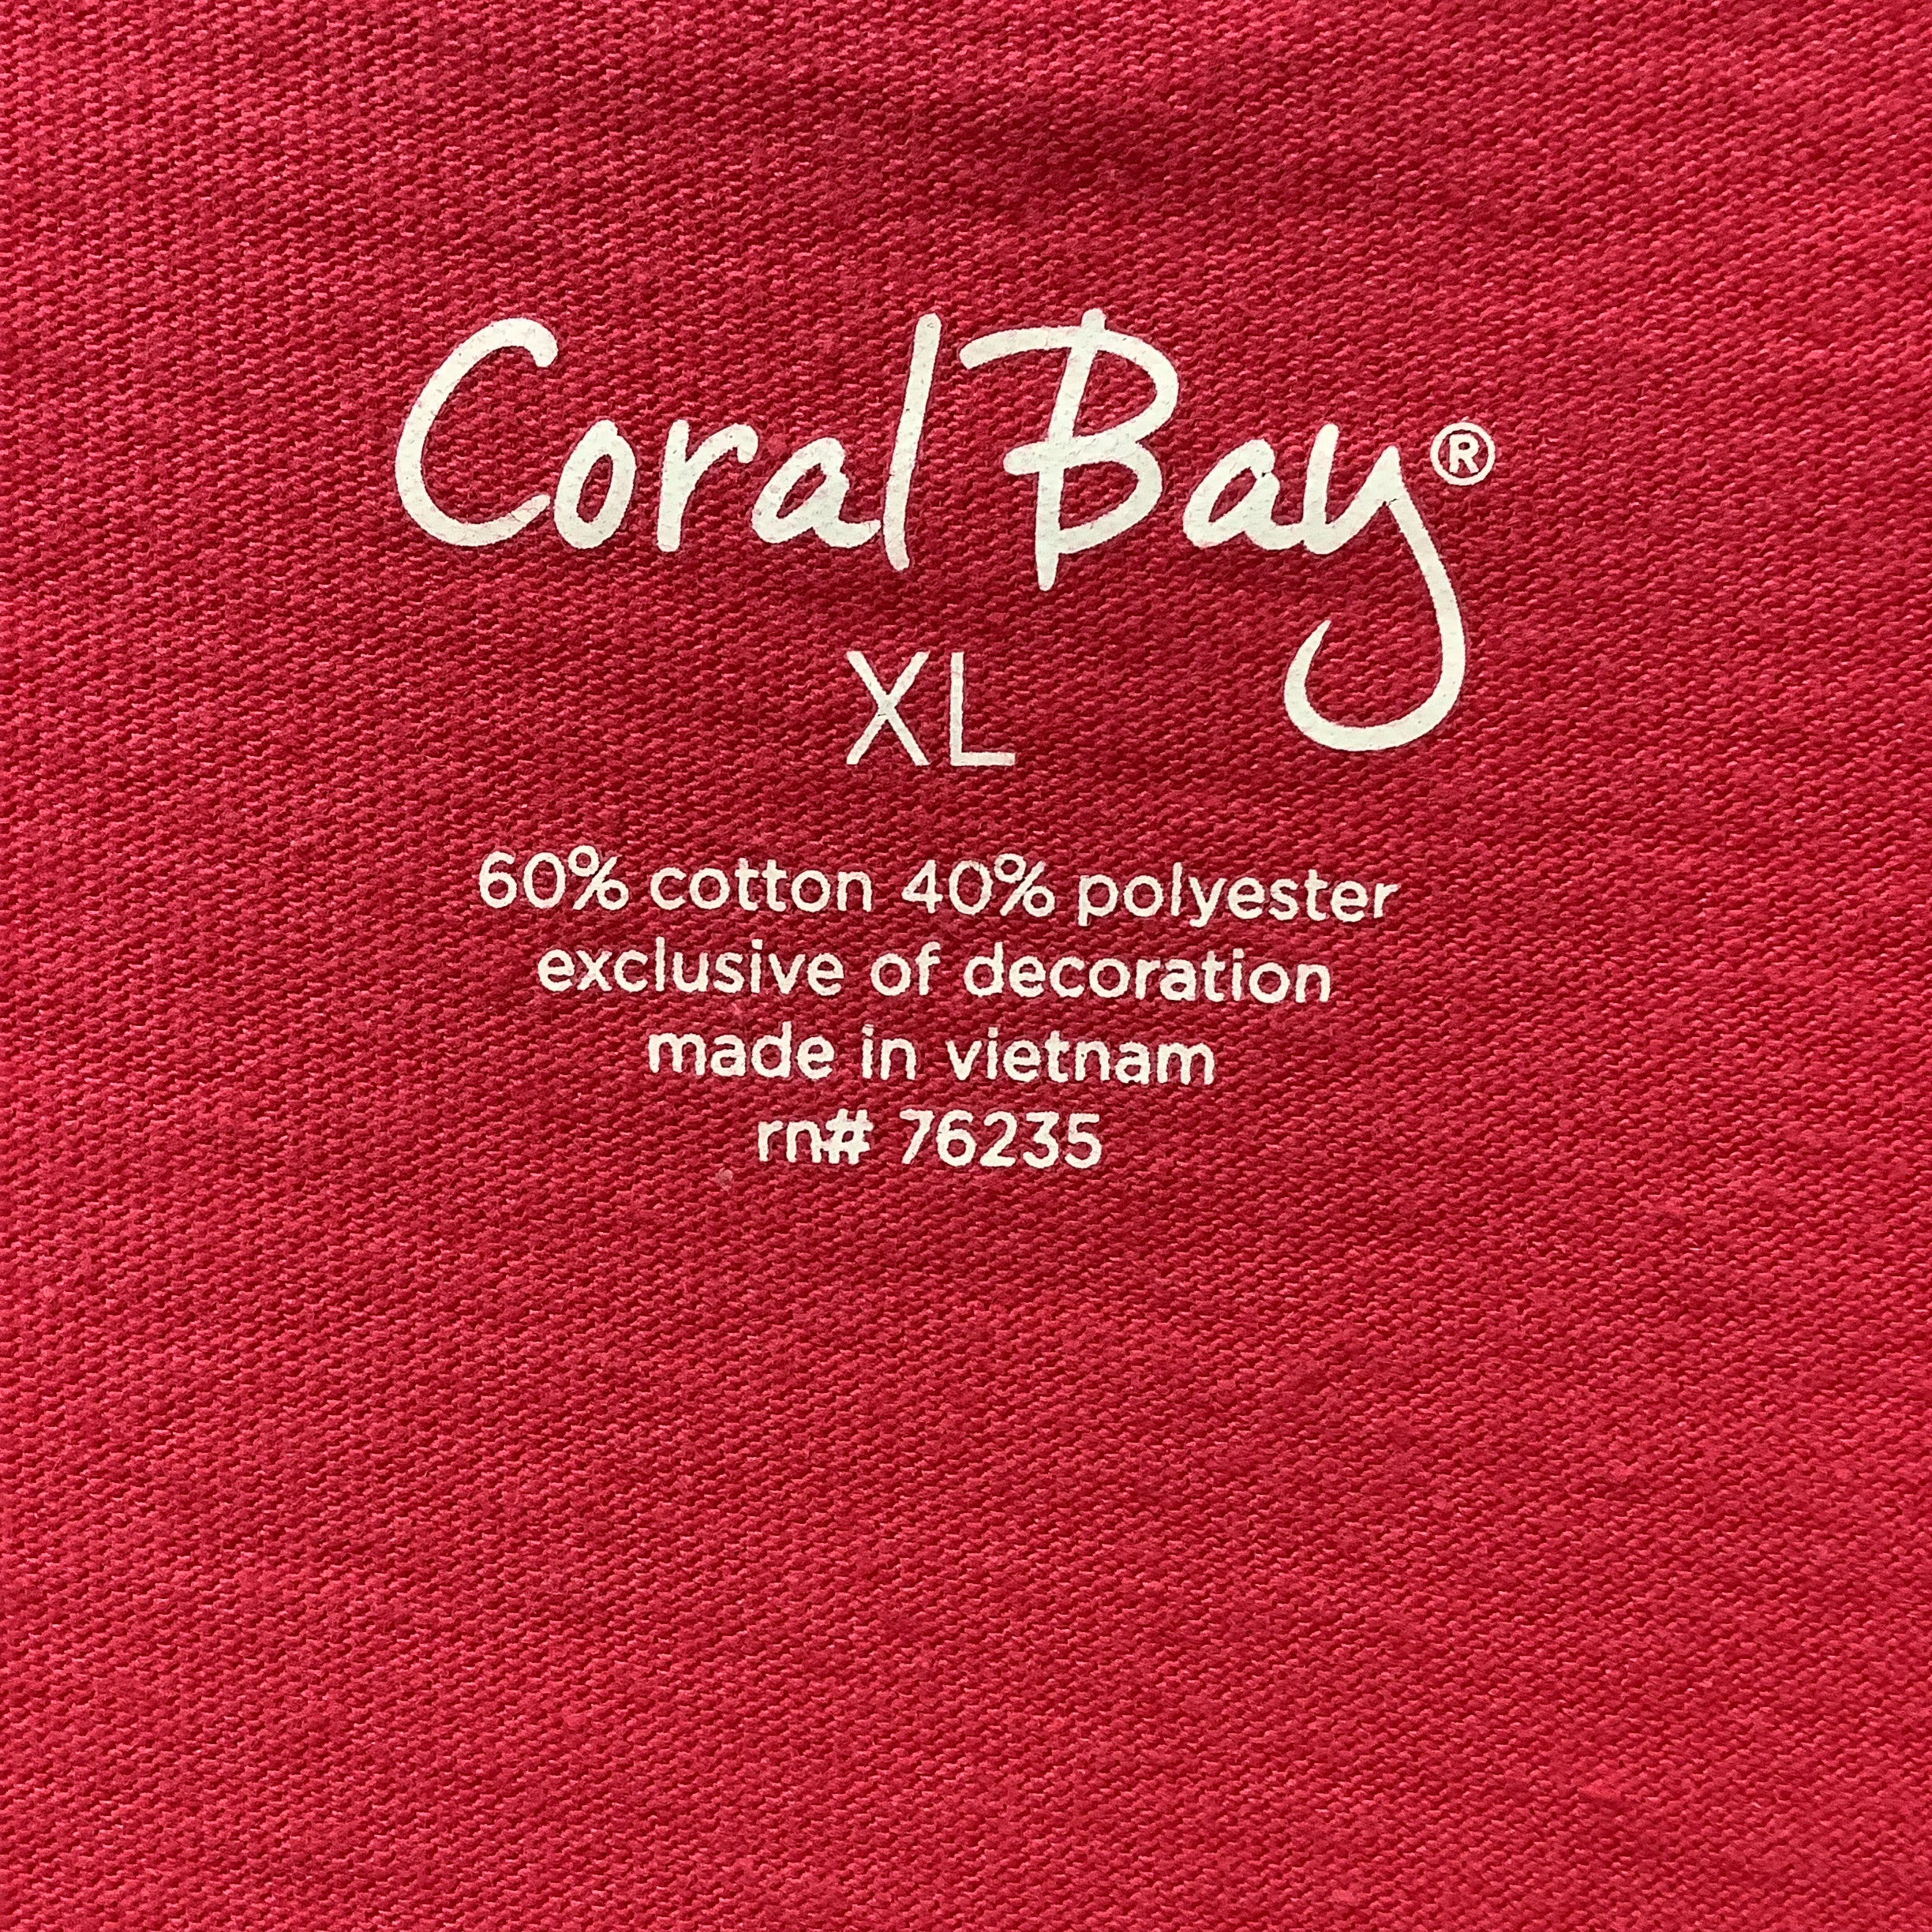 Coral Bay®
XL
60% cotton 40% polyester
exclusive of decoration
made in vietnam
rn# 76235